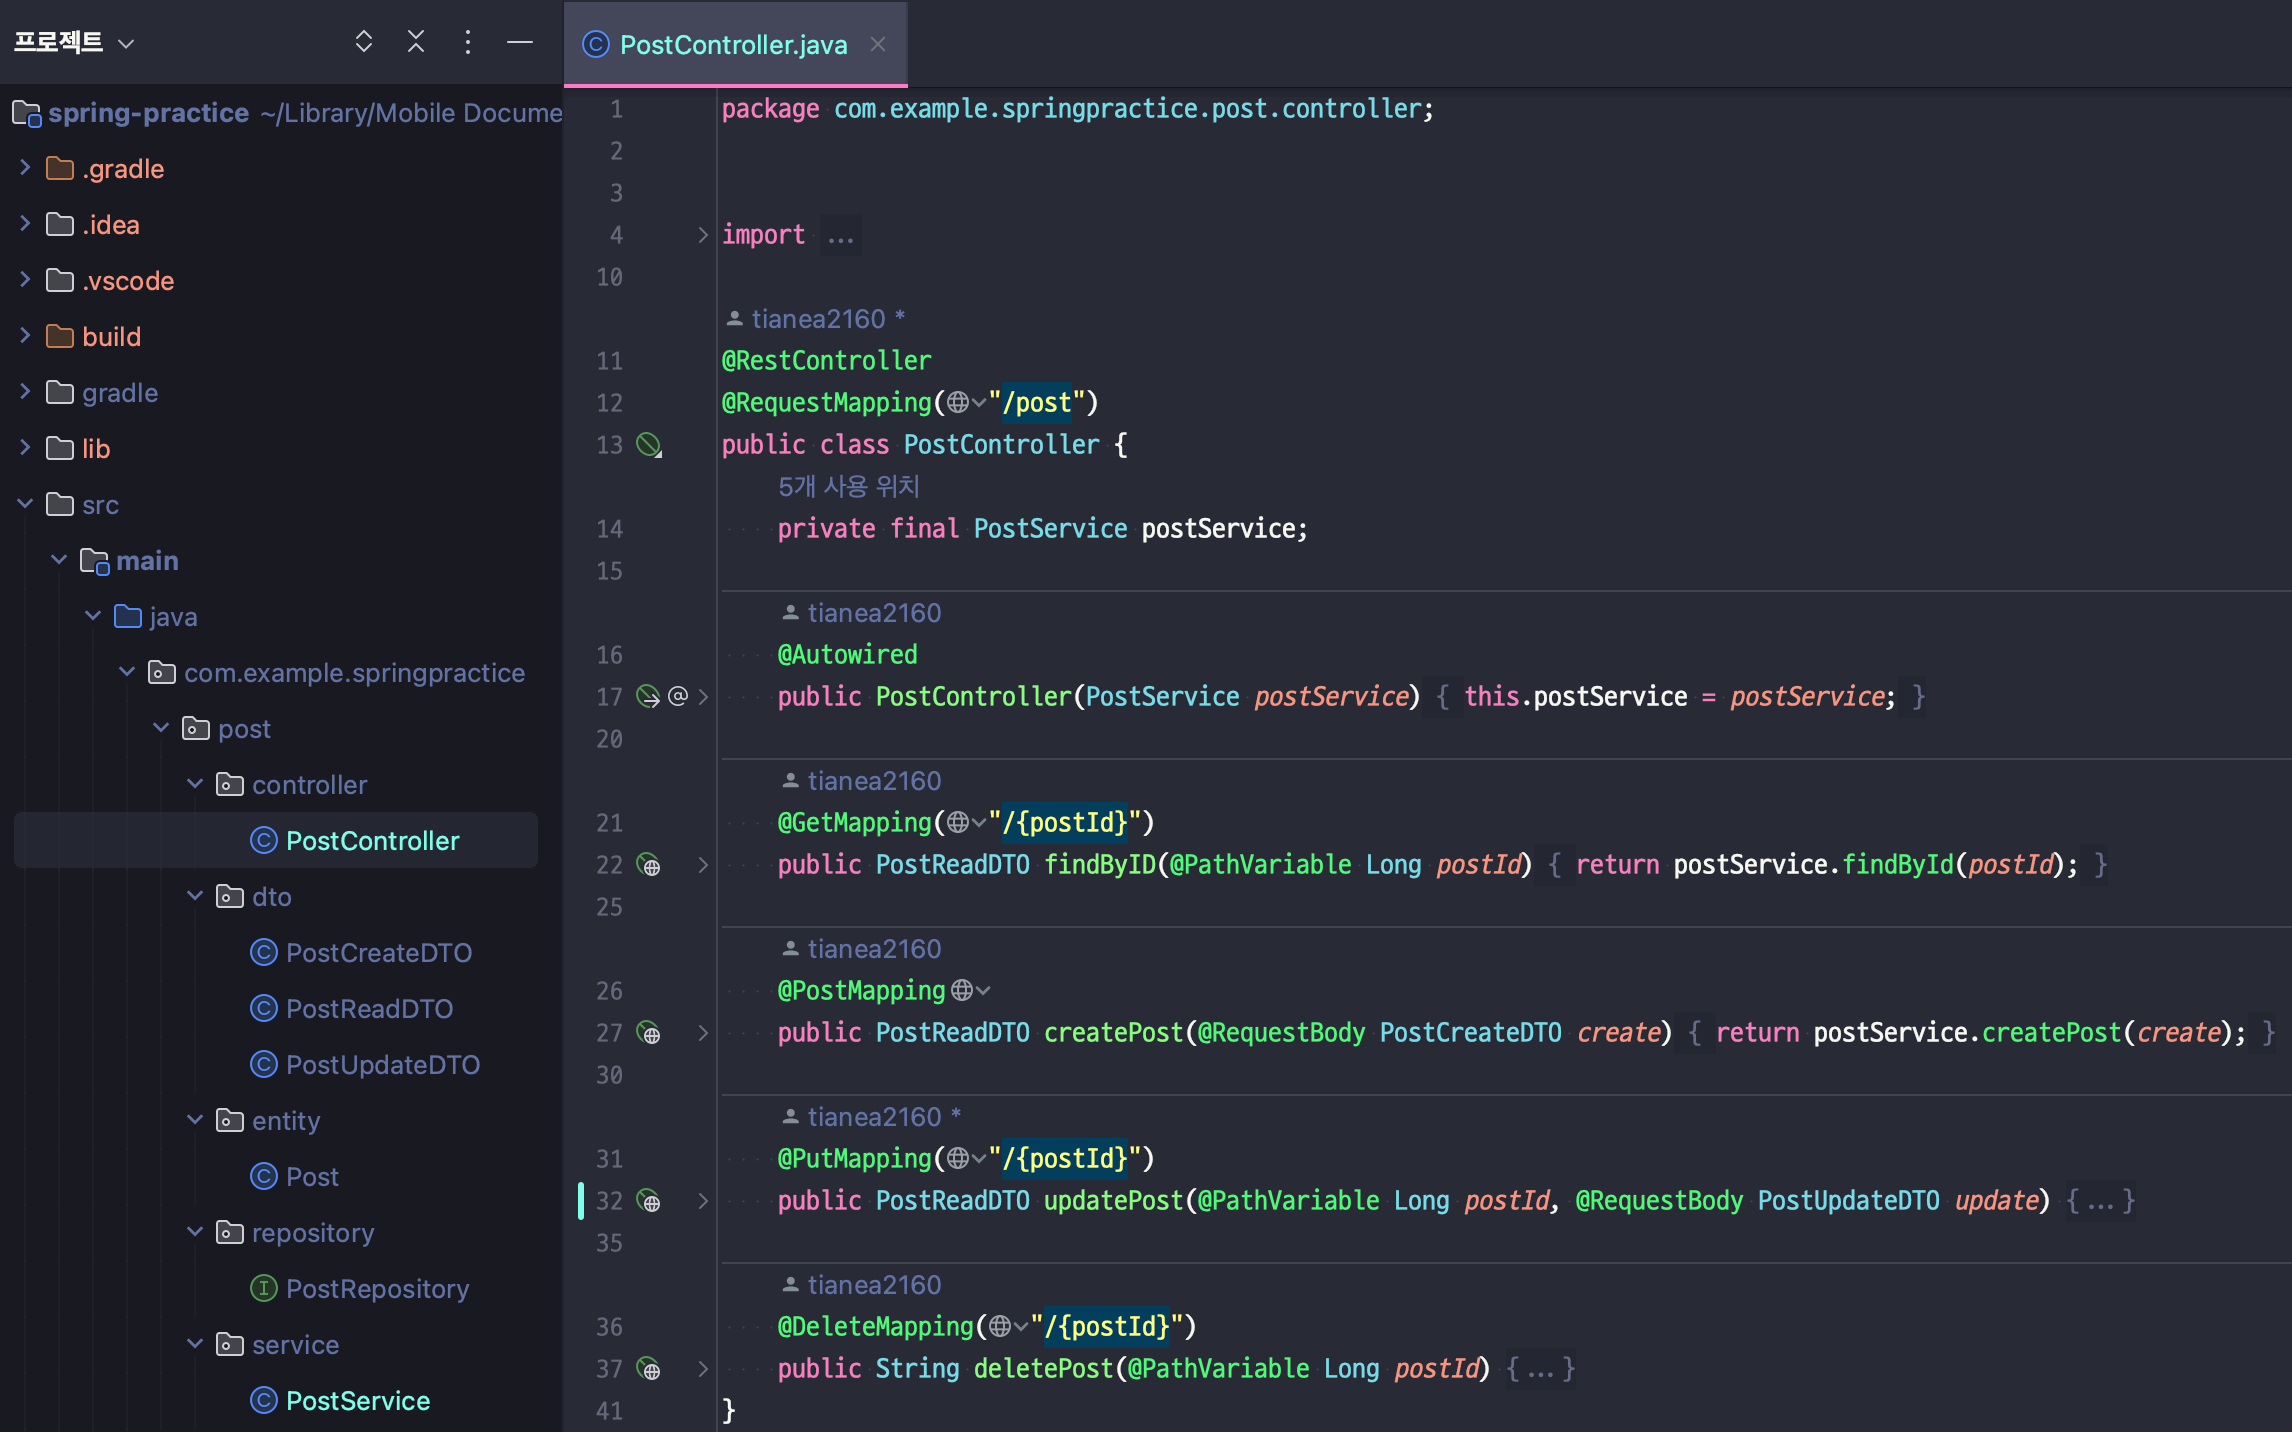 프로젝트
spring-practice ~/Library/Mobile Docume
.gradle
.idea
.vscode
build
gradle
lib
src
main
java
com.example.springpractice
post
controller
PostController
dto
PostCreateDTO
PostReadDTO
PostUpdateDTO
entity
Post
repository
PostRepository
service
PostService
PostController.java
1 package com.example.springpractice.post.controller;
2
3
4 import ...
10
tianea2160 *
11 @RestController
12 @RequestMapping("/post")
13 public class PostController {
5개 사용 위치
14 private final PostService postService;
15
tianea2160
16 @Autowired
17 public PostController(PostService postService) { this.postService = postService; }
20
tianea2160
21 @GetMapping("/{postId}")
22 public PostReadDTO findByID(@PathVariable Long postId) { return postService.findById(postId); }
25
tianea2160
26 @PostMapping
27 public PostReadDTO createPost(@RequestBody PostCreateDTO create) { return postService.createPost(create); }
30
tianea2160 *
31 @PutMapping("/{postId}")
32 public PostReadDTO updatePost(@PathVariable Long postId, @RequestBody PostUpdateDTO update) {...}
35
tianea2160
36 @DeleteMapping("/{postId}")
37 public String deletePost(@PathVariable Long postId) {...}
41 }